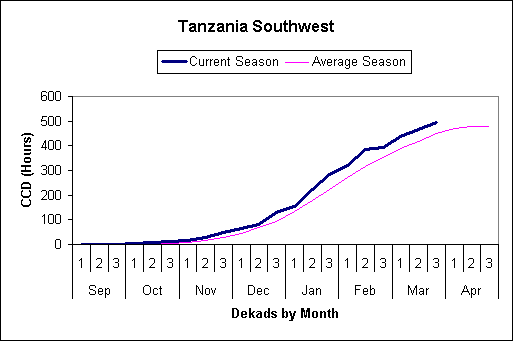 Tanzania Southwest
Current Season Average Season
600
500
400
300
200
100
0
CCD (Hours)
1 2 3 1 2 3 1 2 3 1 2 3 1 2 3 1 2 3 1 2 3 1 2 3
Sep Oct Nov Dec Jan Feb Mar Apr
Dekads by Month